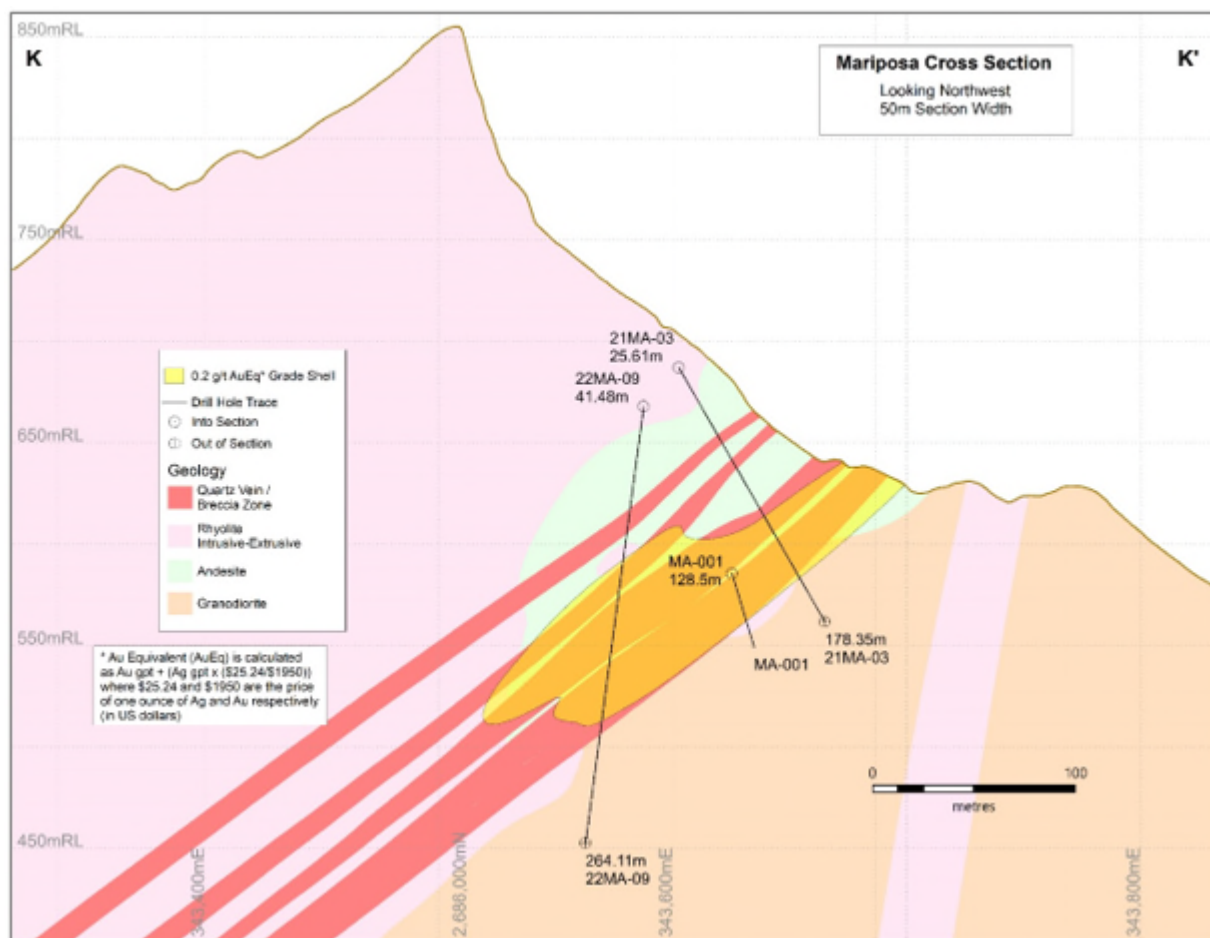 850mRL
K
K'
Mariposa Cross Section
Looking Northwest
50m Section Width
750mRL
21MA-03
25.61m
22MA-09
41.48m
0.2 g/t AuEq* Grade Shell
Drill Hole Trace
Into Section
Out of Section
Geology
Quartz Vein /
Breccia Zone
Rhyolite
Intrusive-Extrusive
Andesite
Granodiorite
650mRL
MA-001
128.5m
MA-001
178.35m
21MA-03
550mRL
* Au Equivalent (AuEq) is calculated
as Au gpt + (Ag gpt x ($25.24/$1950))
where $25.24 and $1950 are the price
of one ounce of Ag and Au respectively
(in US dollars)
0 100
metres
450mRL
264.11m
22MA-09
343,400mE
2,686,000mN
343,600mE
343,800mE